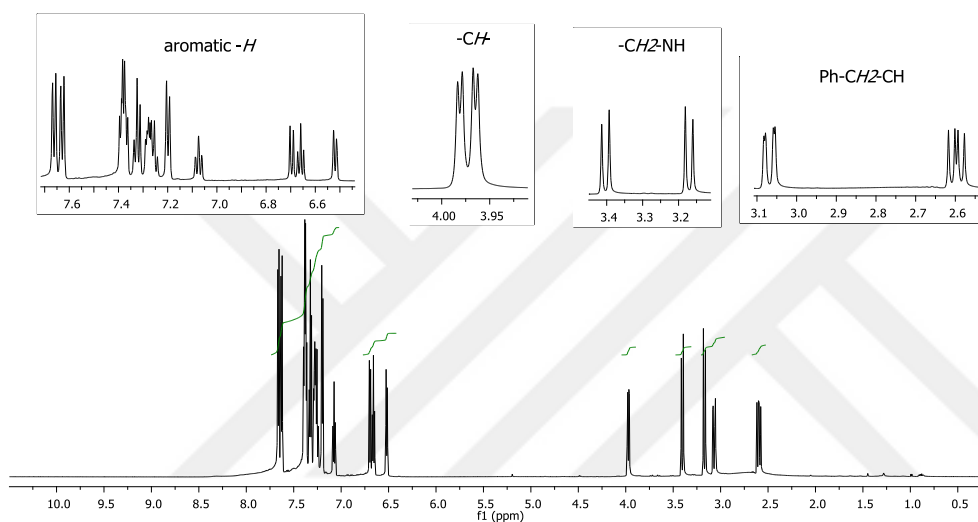 aromatic -H
-CH-
-CH2-NH
Ph-CH2-CH
7.6 7.4 7.2 7.0 6.8 6.6
4.00 3.95
3.4 3.3 3.2
3.1 3.0 2.9 2.8 2.7 2.6
10.0 9.5 9.0 8.5 8.0 7.5 7.0 6.5 6.0 5.5 5.0 4.5 4.0 3.5 3.0 2.5 2.0 1.5 1.0 0.5
f1 (ppm)